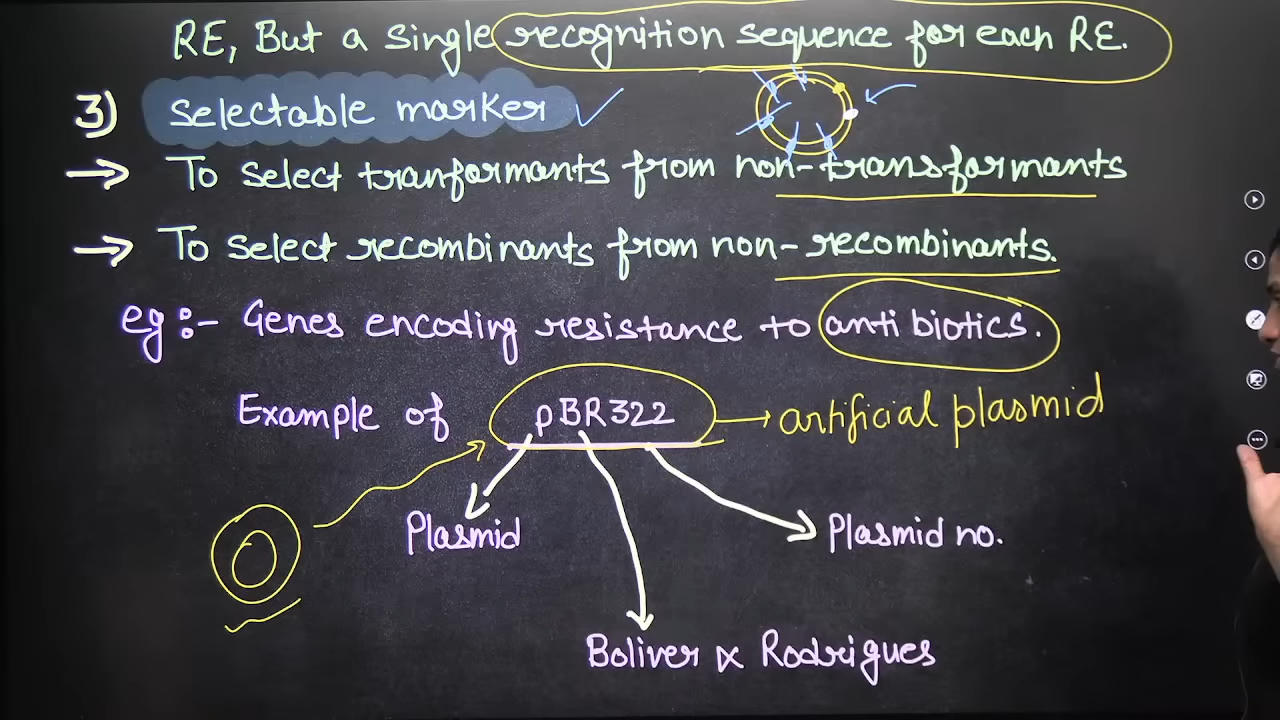 RE, But a single recognition sequence for each RE.
3) selectable marker
→ To select tranformants from non-transformants
→ To select recombinants from non-recombinants.
eg:- Genes encoding resistance to antibiotics.
Example of pBR322 → artificial plasmid
Plasmid
Plasmid no.
Boliver & Rodrigues